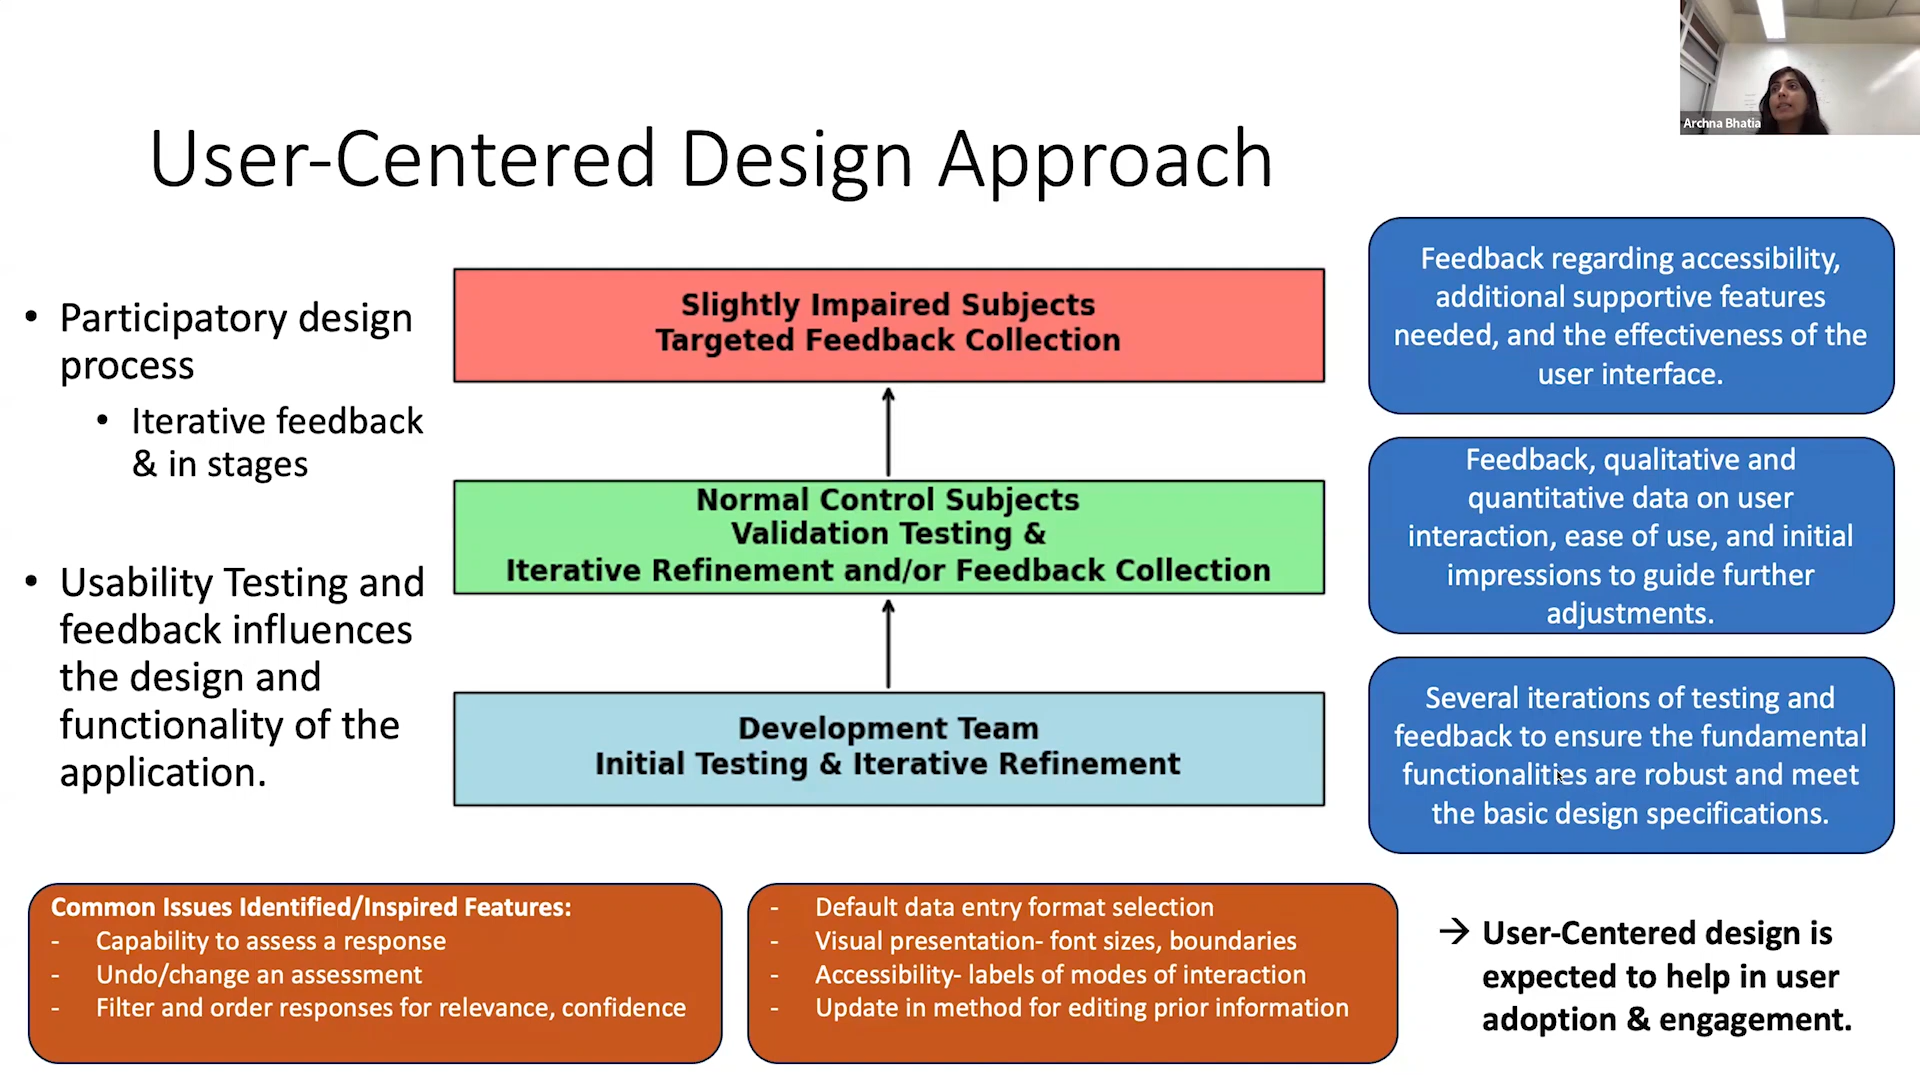 Archna Bhatia
User-Centered Design Approach
• Participatory design
process
• Iterative feedback
& in stages
• Usability Testing and
feedback influences
the design and
functionality of the
application.
Slightly Impaired Subjects
Targeted Feedback Collection
Normal Control Subjects
Validation Testing &
Iterative Refinement and/or Feedback Collection
Development Team
Initial Testing & Iterative Refinement
Feedback regarding accessibility,
additional supportive features
needed, and the effectiveness of the
user interface.
Feedback, qualitative and
quantitative data on user
interaction, ease of use, and initial
impressions to guide further
adjustments.
Several iterations of testing and
feedback to ensure the fundamental
functionalities are robust and meet
the basic design specifications.
Common Issues Identified/Inspired Features:
- Capability to assess a response
- Undo/change an assessment
- Filter and order responses for relevance, confidence
- Default data entry format selection
- Visual presentation- font sizes, boundaries
- Accessibility- labels of modes of interaction
- Update in method for editing prior information
→ User-Centered design is
expected to help in user
adoption & engagement.